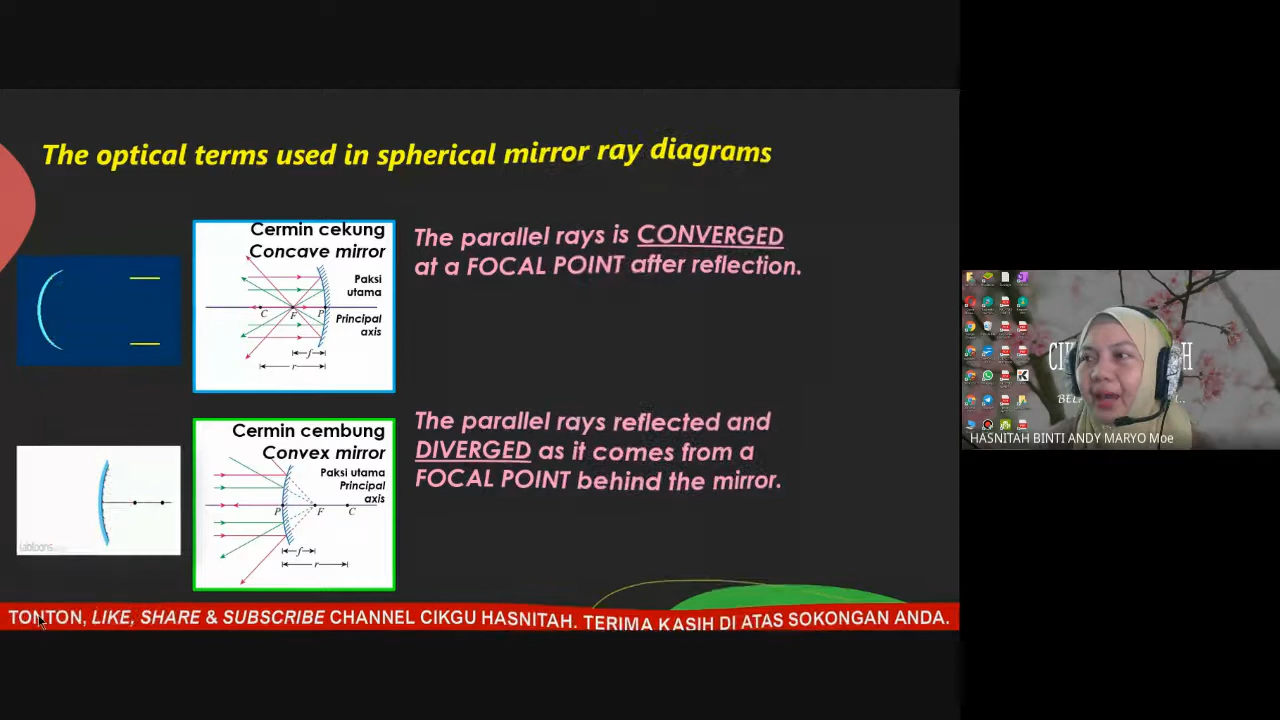 The optical terms used in spherical mirror ray diagrams
Cermin cekung
Concave mirror
Paksi
utama
Principal
axis
C
F
P
f
r
The parallel rays is CONVERGED
at a FOCAL POINT after reflection.
Cermin cembung
Convex mirror
Paksi utama
Principal
axis
P
F
C
f
r
The parallel rays reflected and
DIVERGED as it comes from a
FOCAL POINT behind the mirror.
TONTON, LIKE, SHARE & SUBSCRIBE CHANNEL CIKGU HASNITAH. TERIMA KASIH DI ATAS SOKONGAN ANDA.
HASNITAH BINTI ANDY MARYO Moe